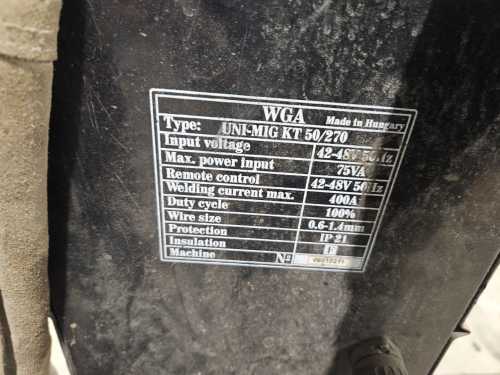 WGA Made in Hungary
Type: UNI-MIG KT 50/270
Input voltage 42-48V 50Hz
Max. power input 75VA
Remote control 42-48V 50Hz
Welding current max. 400A
Duty cycle 100%
Wire size 0.6-1.4mm
Protection IP 21
Insulation
Machine Nº